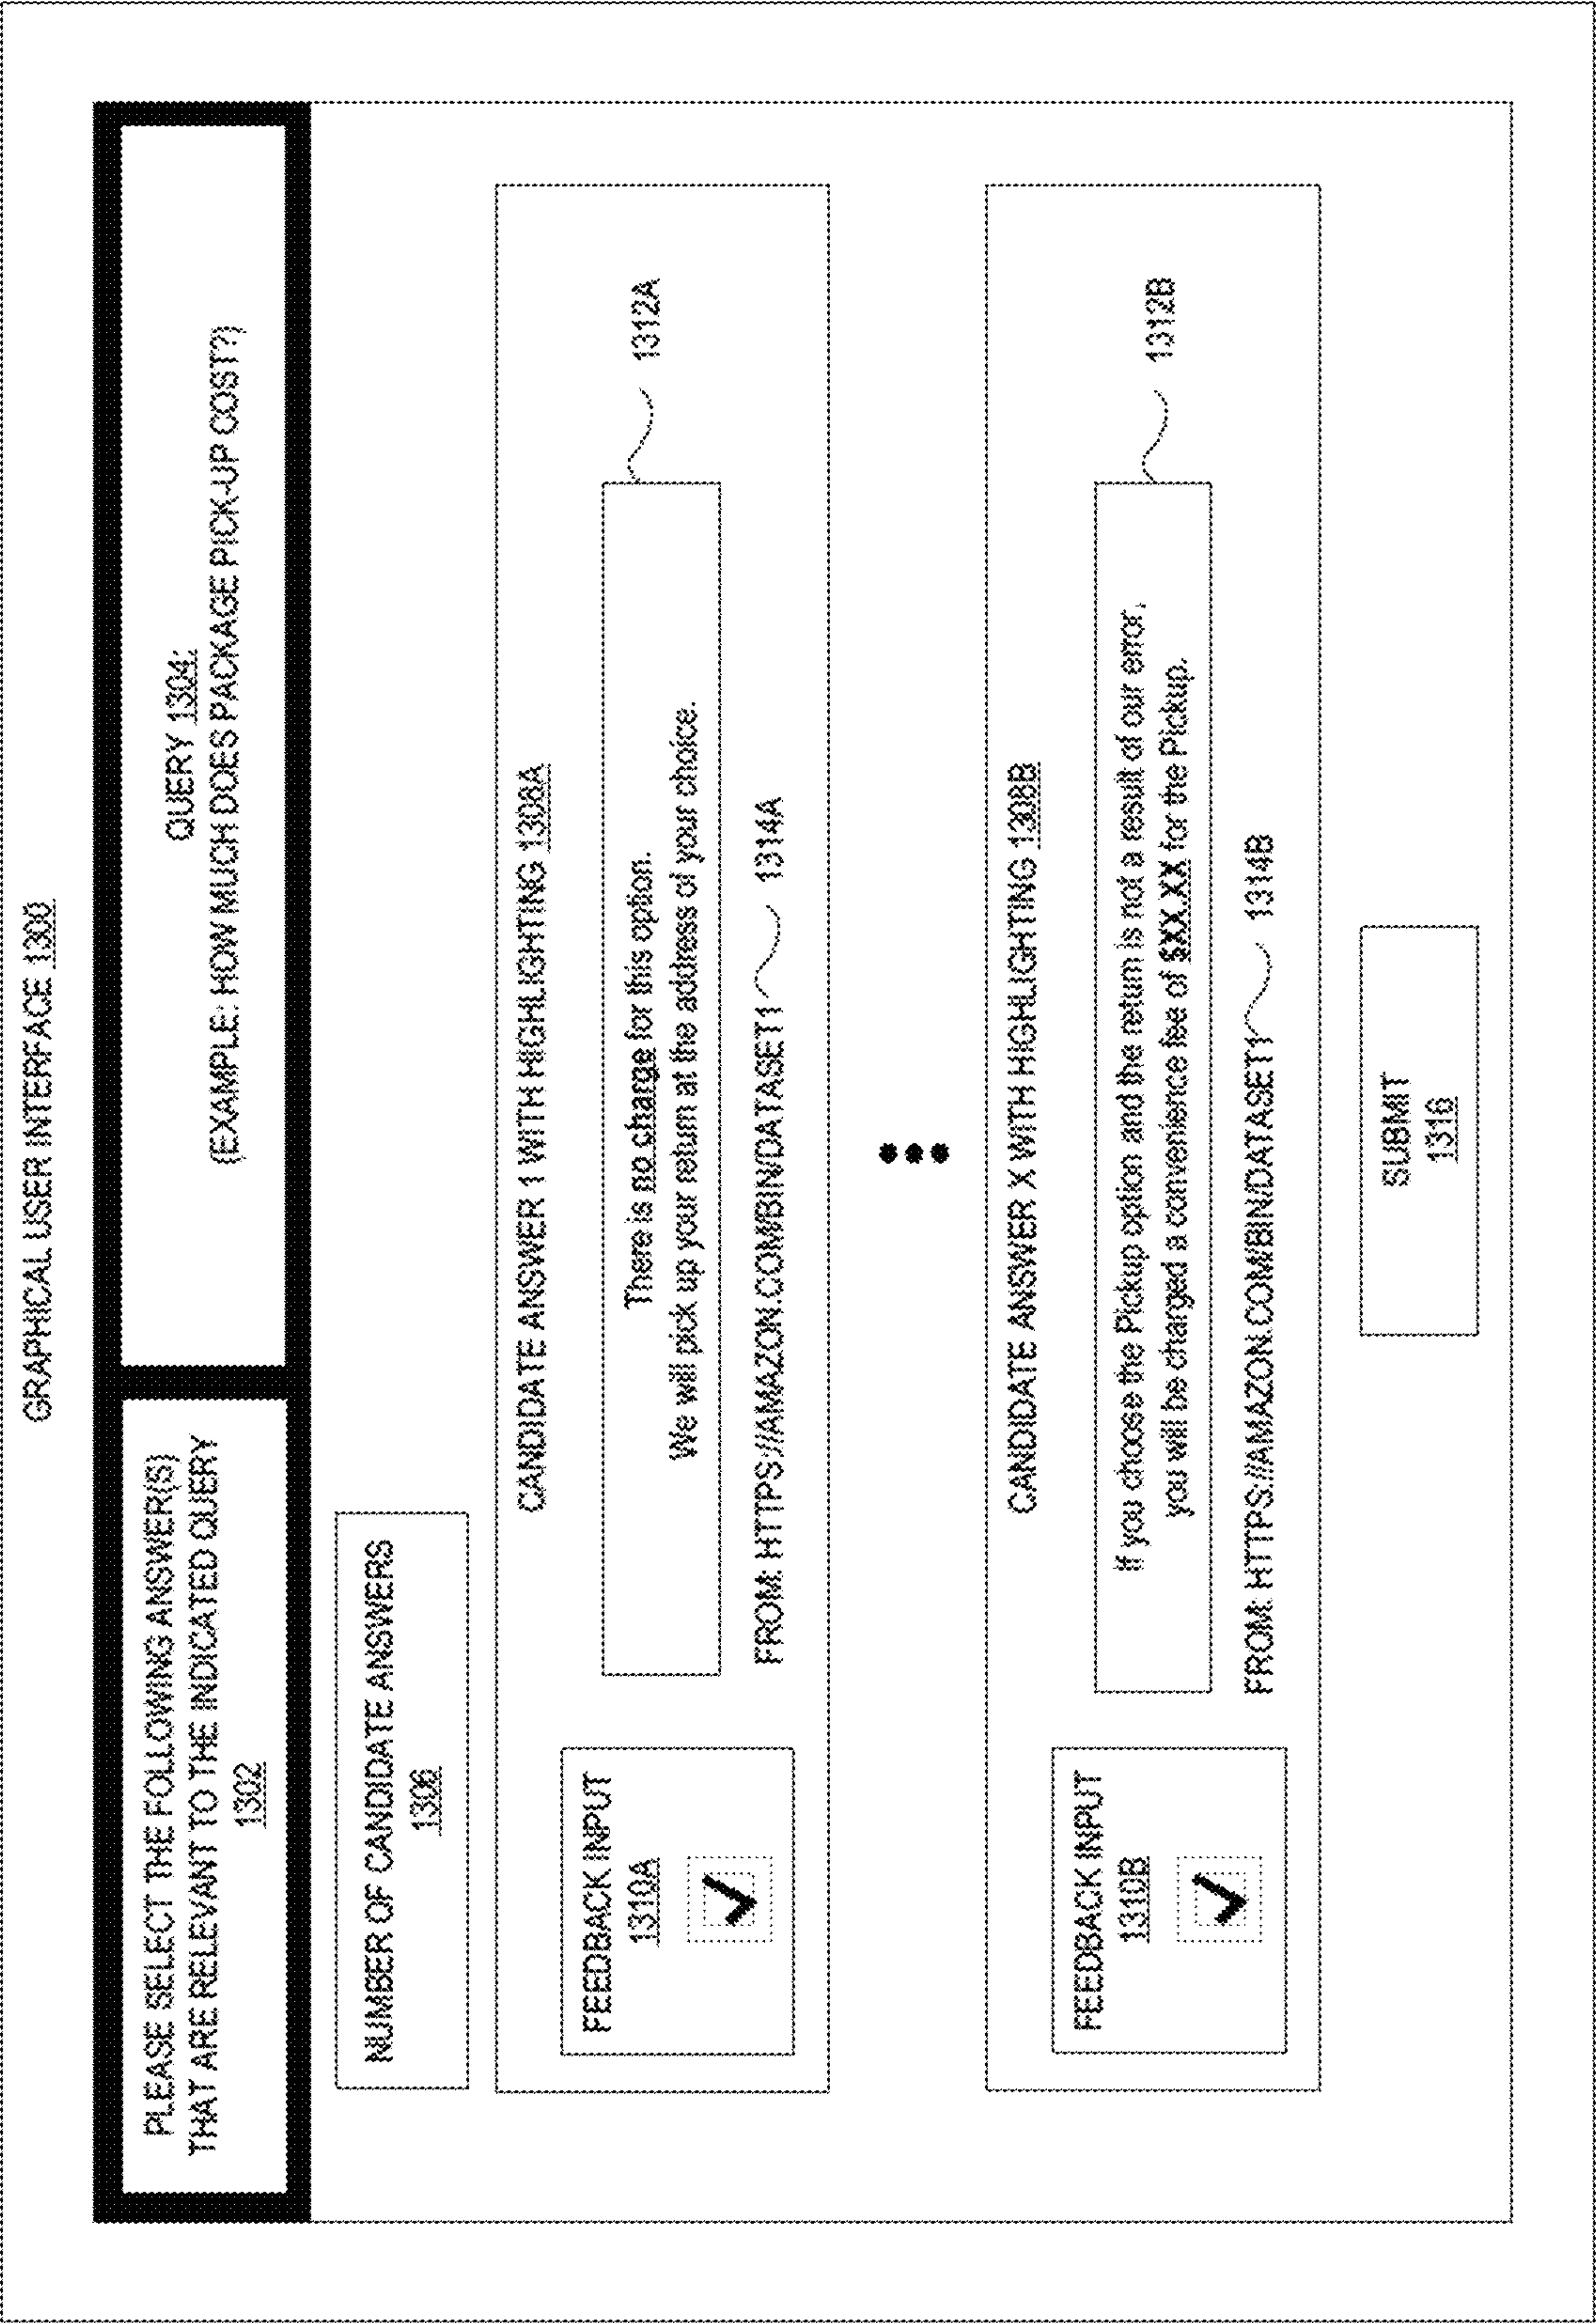 GRAPHICAL USER INTERFACE 1300
PLEASE SELECT THE FOLLOWING ANSWER(S)
THAT ARE RELEVANT TO THE INDICATED QUERY
1302
QUERY 1304:
(EXAMPLE: HOW MUCH DOES PACKAGE PICK-UP COST?)
NUMBER OF CANDIDATE ANSWERS
1306
CANDIDATE ANSWER 1 WITH HIGHLIGHTING 1308A
FEEDBACK INPUT
1310A
There is no charge for this option.
We will pick up your return at the address of your choice.
1312A
FROM: HTTPS://AMAZON.COM/BIN/DATASET1
1314A
CANDIDATE ANSWER X WITH HIGHLIGHTING 1308B
FEEDBACK INPUT
1310B
If you choose the Pickup option and the return is not a result of our error,
you will be charged a convenience fee of $XX.XX for the Pickup.
1312B
FROM: HTTPS://AMAZON.COM/BIN/DATASET1
1314B
SUBMIT
1316